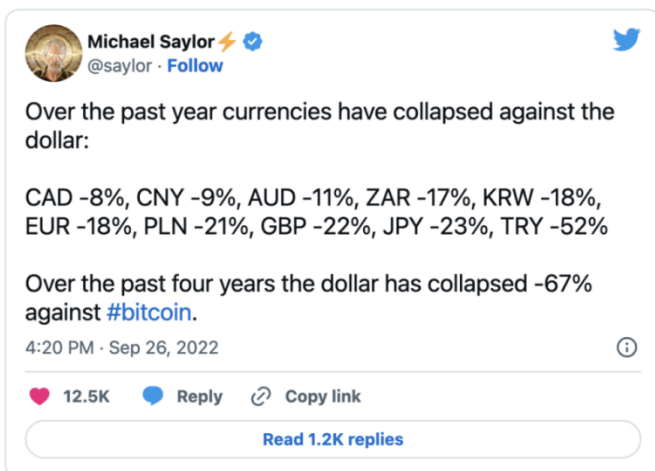 Michael Saylor⚡
@saylor · Follow
Over the past year currencies have collapsed against the
dollar:
CAD -8%, CNY -9%, AUD -11%, ZAR -17%, KRW -18%,
EUR -18%, PLN -21%, GBP -22%, JPY -23%, TRY -52%
Over the past four years the dollar has collapsed -67%
against #bitcoin.
4:20 PM · Sep 26, 2022
12.5K Reply Copy link
Read 1.2K replies